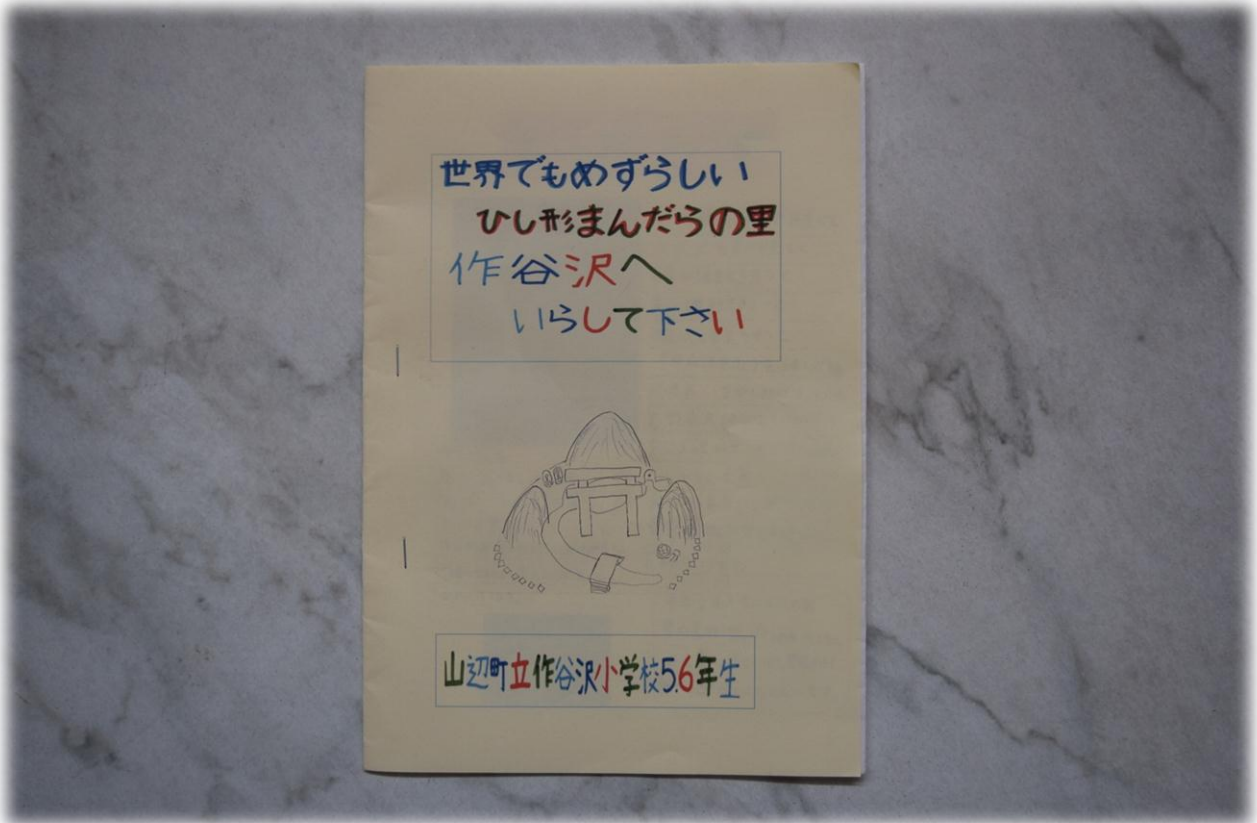 世界でもめずらしい
ひし形まんだらの里
作谷沢へ
いらして下さい
山辺町立作谷沢小学校5.6年生